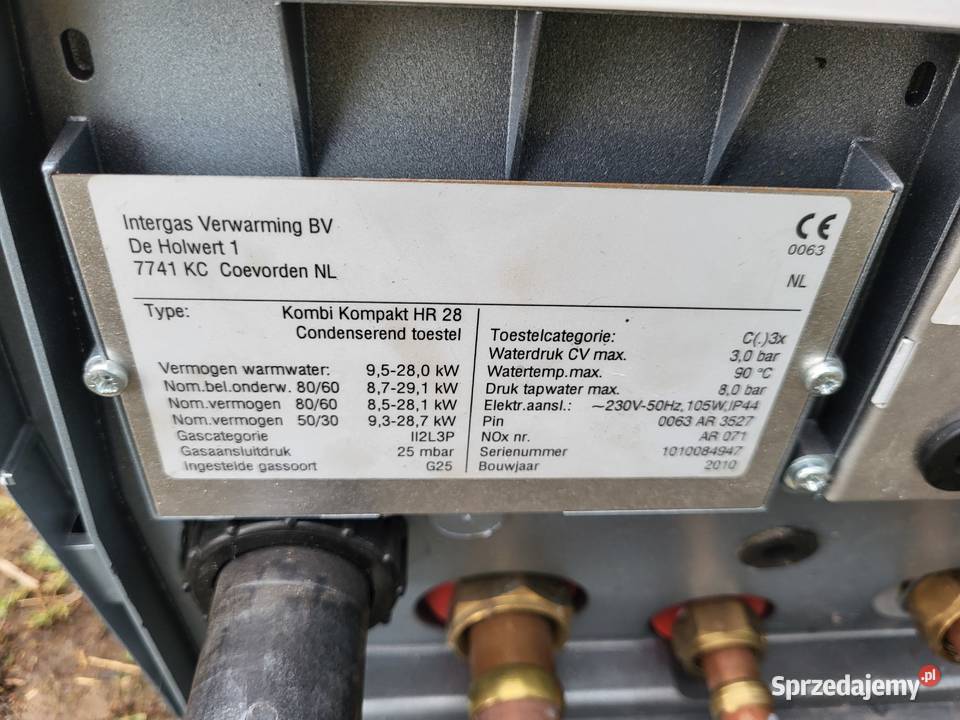 Intergas Verwarming BV
De Holwert 1
7741 KC Coevorden NL
CE
0063
NL
Type: Kombi Kompakt HR 28
Condenserend toestel
Vermogen warmwater: 9,5-28,0 kW
Nom.bel.onderw. 80/60 8,7-29,1 kW
Nom.vermogen 80/60 8,5-28,1 kW
Nom.vermogen 50/30 9,3-28,7 kW
Gascategorie II2L3P
Gasaansluitdruk 25 mbar
Ingestelde gassoort G25
Toestelcategorie: C(.)3x
Waterdruk CV max. 3,0 bar
Watertemp.max. 90 °C
Druk tapwater max. 8,0 bar
Elektr.aansl.: ~230V-50Hz,105W,IP44
Pin 0063 AR 3527
NOx nr. AR 071
Serienummer 1010084947
Bouwjaar 2010
Sprzedajemy.pl